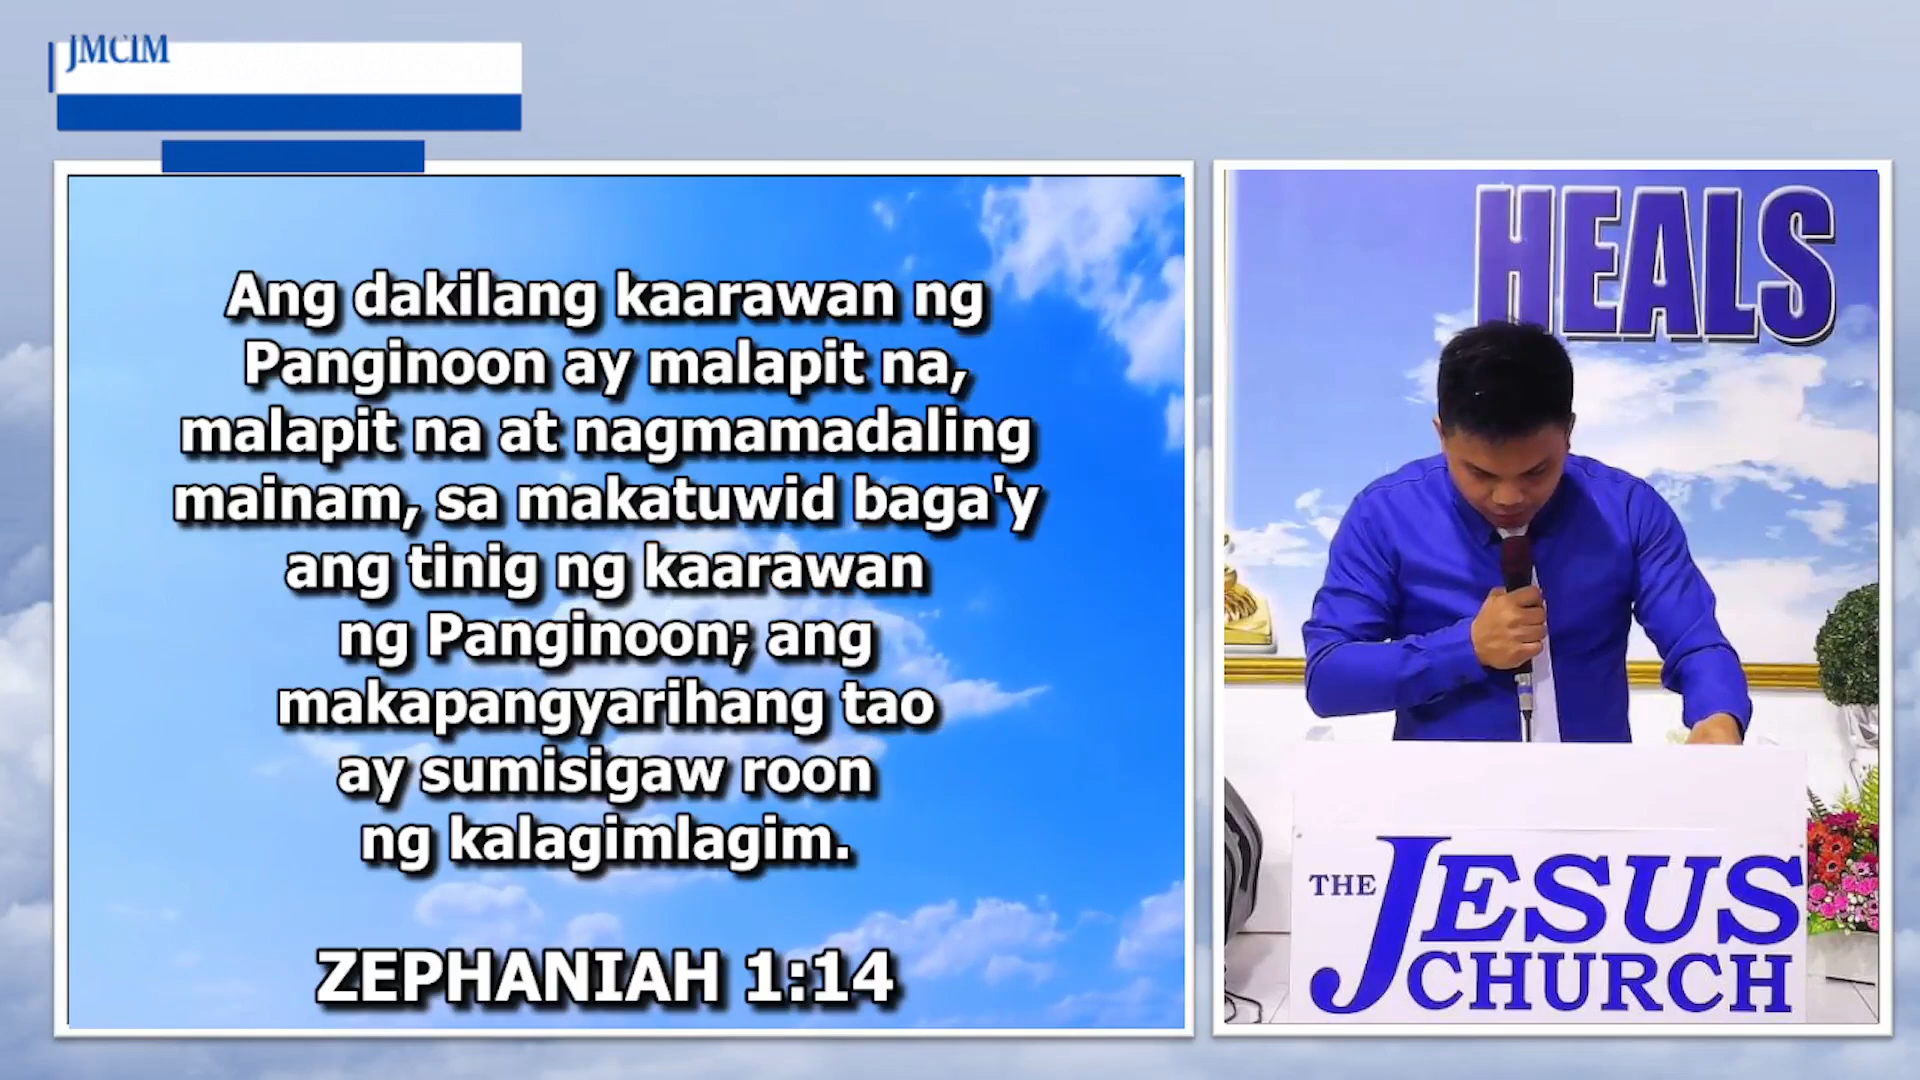 JMCIM
Ang dakilang kaarawan ng
Panginoon ay malapit na,
malapit na at nagmamadaling
mainam, sa makatuwid baga'y
ang tinig ng kaarawan
ng Panginoon; ang
makapangyarihang tao
ay sumisigaw roon
ng kalagimlagim.
ZEPHANIAH 1:14
HEALS
THE JESUS
CHURCH